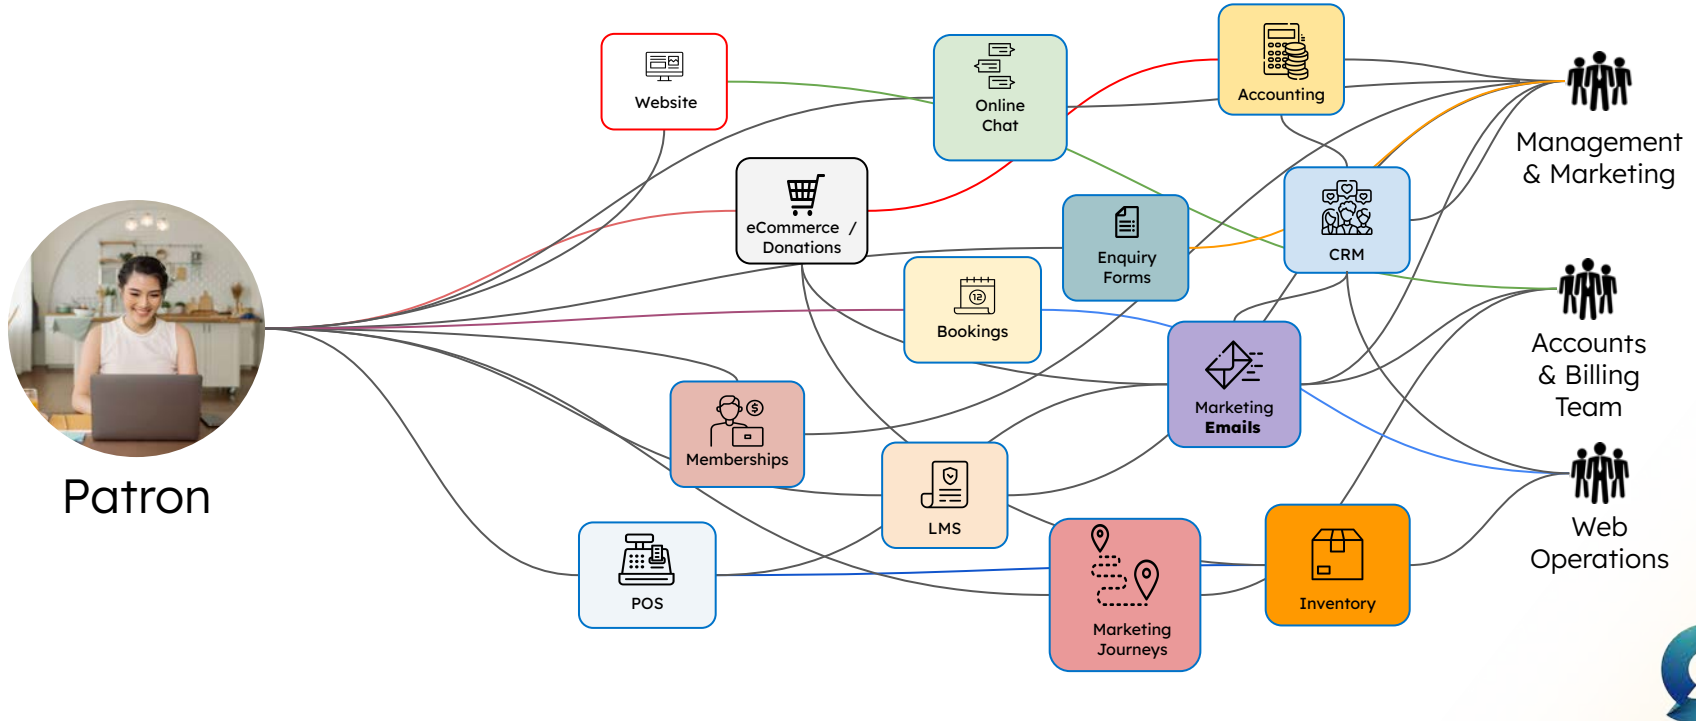 Website
Online
Chat
Accounting
Management
& Marketing
eCommerce /
Donations
Enquiry
Forms
CRM
12
Bookings
Accounts
& Billing
Team
Marketing
Emails
$
Memberships
Patron
LMS
Web
Operations
POS
Marketing
Journeys
Inventory